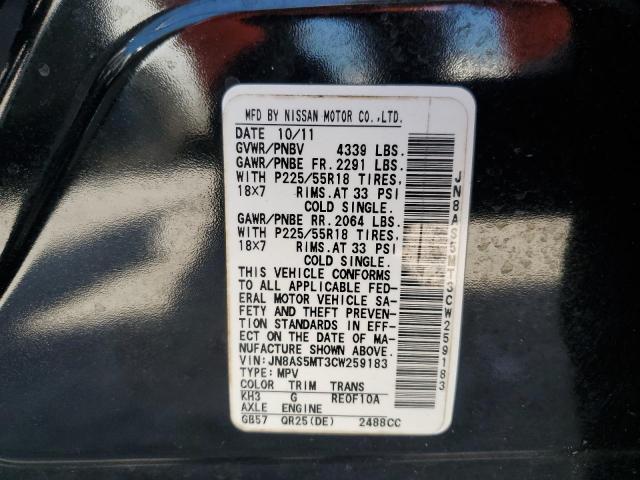 MFD BY NISSAN MOTOR CO.,LTD.
DATE 10/11
GVWR/PNBV 4339 LBS.
GAWR/PNBE FR.2291 LBS.
WITH P225/55R18 TIRES,
18×7 RIMS.AT 33 PSI
COLD SINGLE.
GAWR/PNBE RR.2064 LBS.
WITH P225/55R18 TIRES,
18×7 RIMS.AT 33 PSI
COLD SINGLE.
THIS VEHICLE CONFORMS
TO ALL APPLICABLE FED-
ERAL MOTOR VEHICLE SA-
FETY AND THEFT PREVEN-
TION STANDARDS IN EFF-
ECT ON THE DATE OF MA-
NUFACTURE SHOWN ABOVE.
VIN:JN8AS5MT3CW259183
TYPE:MPV
COLOR TRIM TRANS
KH3 G RE0F10A
AXLE ENGINE
GB57 QR25(DE) 2488CC
JN8AS5MT3CW259183